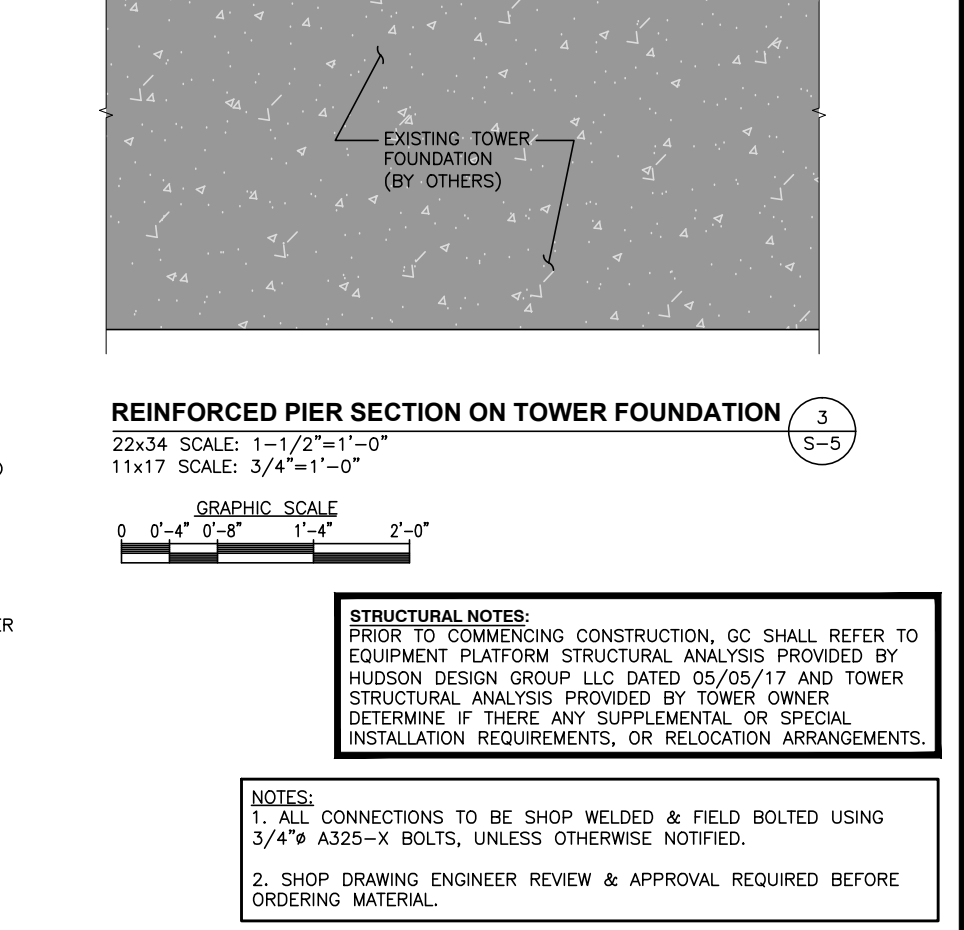 EXISTING TOWER
FOUNDATION
(BY OTHERS)
REINFORCED PIER SECTION ON TOWER FOUNDATION
3
S-5
22x34 SCALE: 1-1/2"=1'-0"
11x17 SCALE: 3/4"=1'-0"
)
GRAPHIC SCALE
0 0'-4" 0'-8" 1'-4" 2'-0"
ER
STRUCTURAL NOTES:
PRIOR TO COMMENCING CONSTRUCTION, GC SHALL REFER TO
EQUIPMENT PLATFORM STRUCTURAL ANALYSIS PROVIDED BY
HUDSON DESIGN GROUP LLC DATED 05/05/17 AND TOWER
STRUCTURAL ANALYSIS PROVIDED BY TOWER OWNER
DETERMINE IF THERE ANY SUPPLEMENTAL OR SPECIAL
INSTALLATION REQUIREMENTS, OR RELOCATION ARRANGEMENTS.
NOTES:
1. ALL CONNECTIONS TO BE SHOP WELDED & FIELD BOLTED USING
3/4"ø A325-X BOLTS, UNLESS OTHERWISE NOTIFIED.
2. SHOP DRAWING ENGINEER REVIEW & APPROVAL REQUIRED BEFORE
ORDERING MATERIAL.